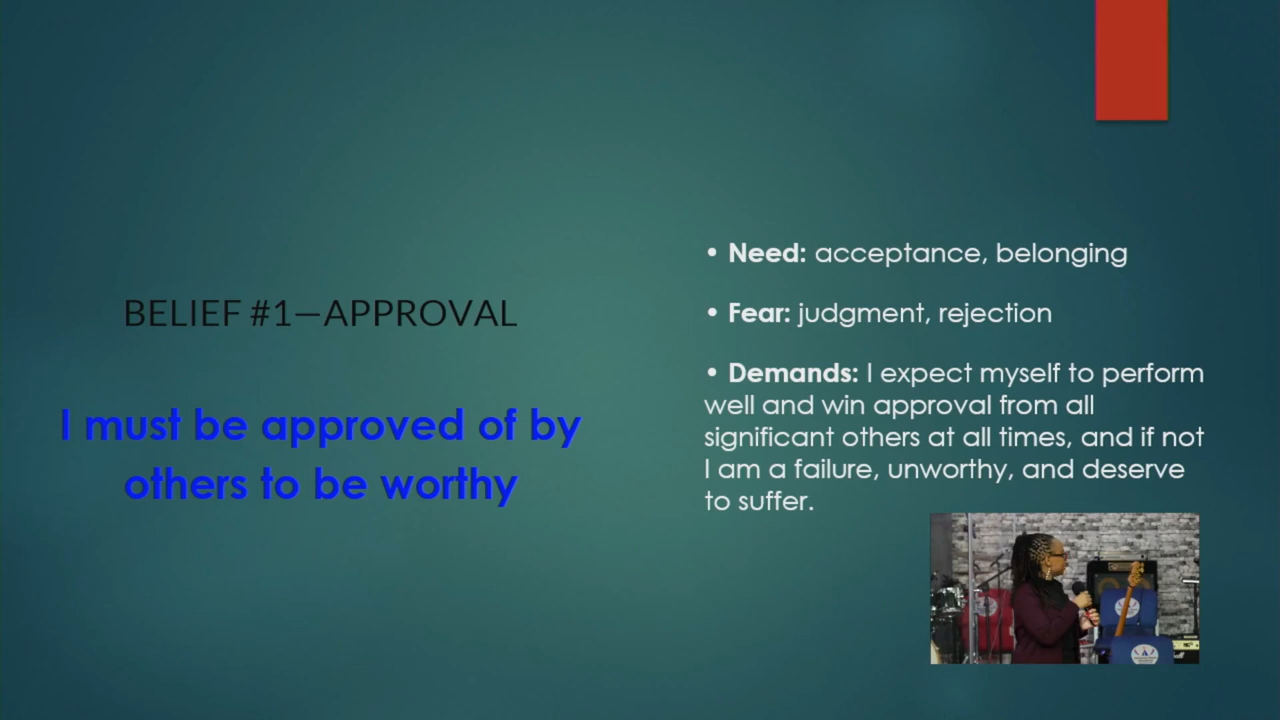 BELIEF #1—APPROVAL
I must be approved of by
others to be worthy
• Need: acceptance, belonging
• Fear: judgment, rejection
• Demands: I expect myself to perform
well and win approval from all
significant others at all times, and if not
I am a failure, unworthy, and deserve
to suffer.